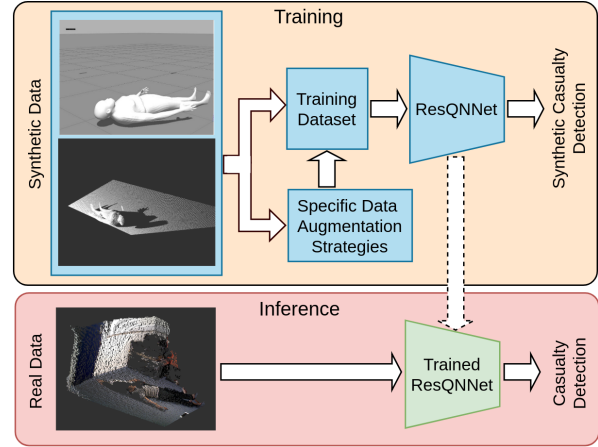 Training
Synthetic Data
Training
Dataset
ResQNNet
Synthetic Casualty
Detection
Specific Data
Augmentation
Strategies
Inference
Real Data
Trained
ResQNNet
Casualty
Detection